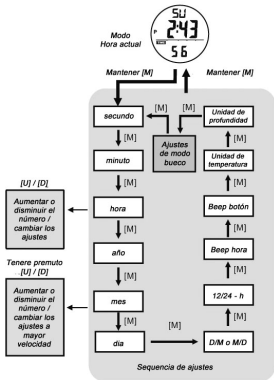 Modo
Hora actual
SU
P 2:43
56
Mantener [M]
Mantener [M]
segundo
Unidad de
profundidad
Ajustes
de modo
bueco
[M]
[M]
[M]
[M]
minuto
Unidad de
temperatura
[M]
[M]
[U] / [D]
Aumentar o
disminuir el
número /
cambiar los
ajustes
hora
Beep botón
[M]
[M]
año
Beep hora
Tenere premuto
.[U] / [D]
Aumentar o
disminuir el
número /
cambiar los
ajustes a
mayor
velocidad
[M]
[M]
mes
12/24 - h
[M]
[M]
[M]
dia
D/M o M/D
Sequencia de ajustes